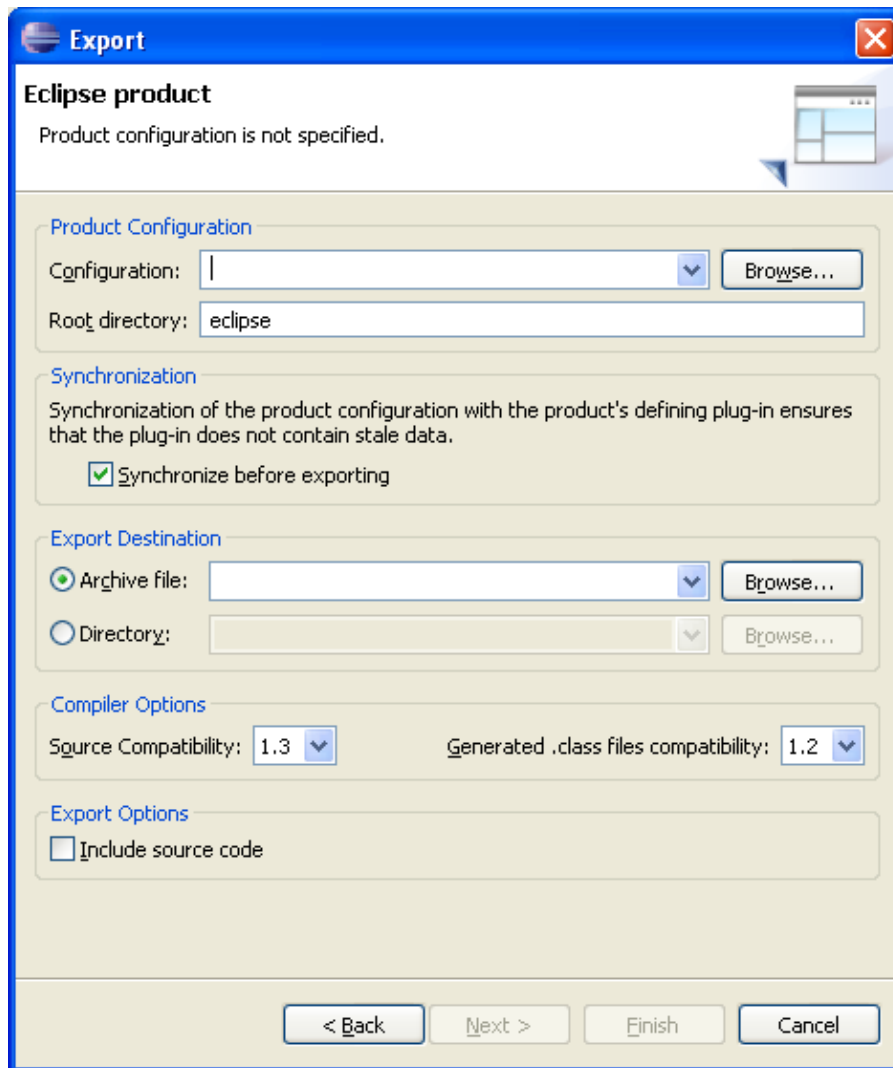 Export
Eclipse product
Product configuration is not specified.
Product Configuration
Configuration: Browse...
Root directory: eclipse
Synchronization
Synchronization of the product configuration with the product's defining plug-in ensures
that the plug-in does not contain stale data.
Synchronize before exporting
Export Destination
Archive file: Browse...
Directory: Browse...
Compiler Options
Source Compatibility: 1.3 Generated .class files compatibility: 1.2
Export Options
Include source code
< Back Next > Finish Cancel